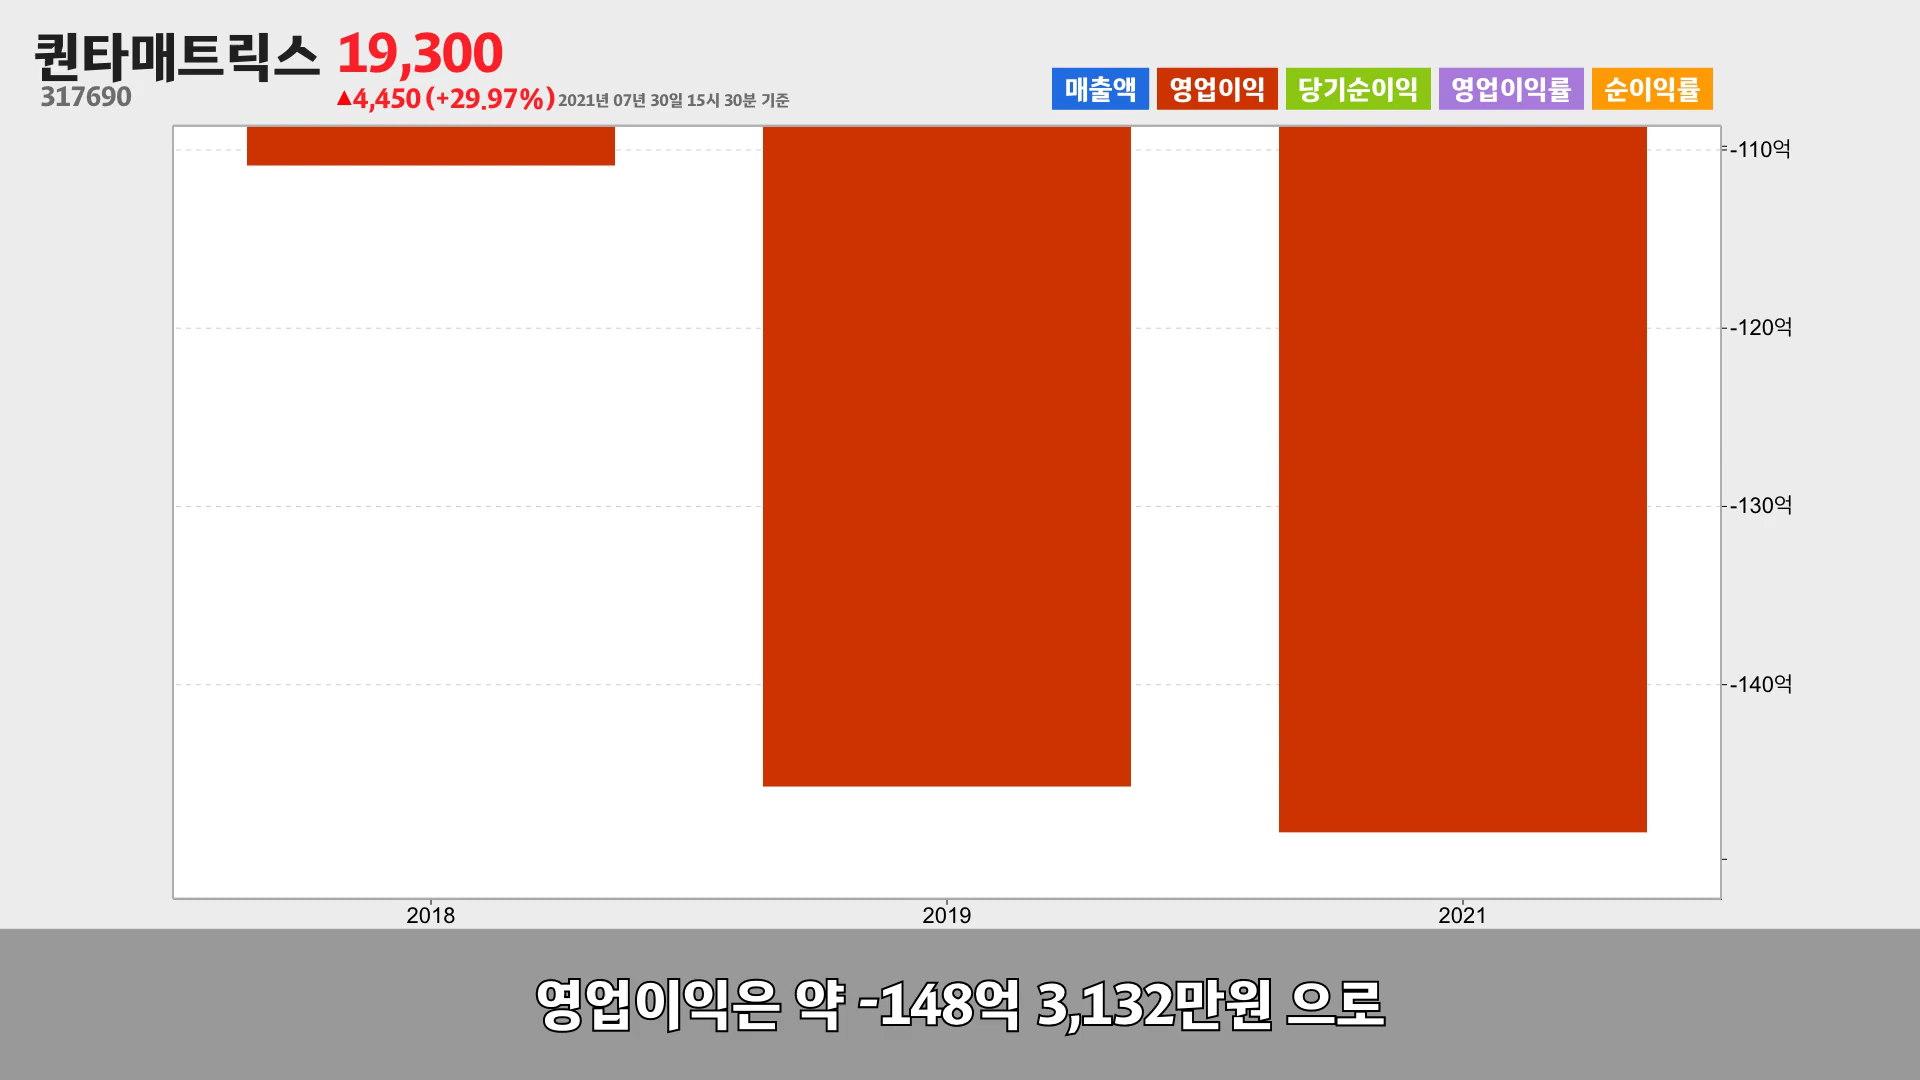 퀀타매트릭스 19,300
317690
▲4,450 (+29.97%) 2021년 07년 30일 15시 30분 기준
매출액 영업이익 당기순이익 영업이익률 순이익률
-110억
-120억
-130억
-140억
2018 2019 2021
영업이익은 약 -148억 3,132만원 으로